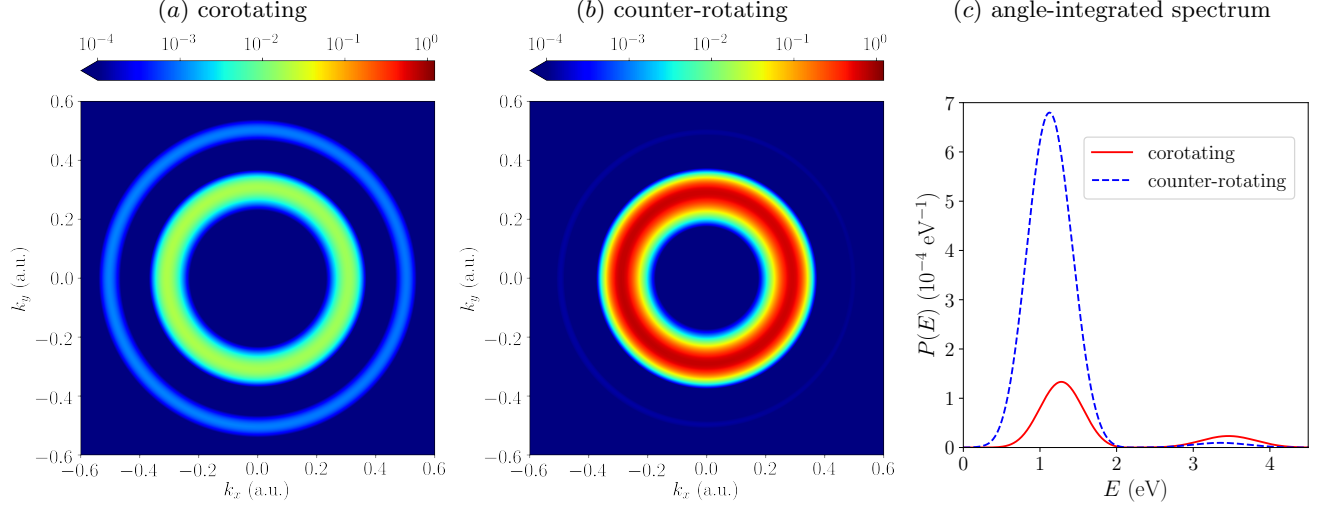 (a) corotating
(b) counter-rotating
(c) angle-integrated spectrum
10⁻⁴ 10⁻³ 10⁻² 10⁻¹ 10⁰
10⁻⁴ 10⁻³ 10⁻² 10⁻¹ 10⁰
0.6
0.4
0.2
0.0
−0.2
−0.4
−0.6
k_y (a.u.)
−0.6 −0.4 −0.2 0.0 0.2 0.4 0.6
k_x (a.u.)
0.6
0.4
0.2
0.0
−0.2
−0.4
−0.6
k_y (a.u.)
−0.6 −0.4 −0.2 0.0 0.2 0.4 0.6
k_x (a.u.)
7
6
5
4
3
2
1
0
P(E) (10⁻⁴ eV⁻¹)
corotating
counter-rotating
0 1 2 3 4
E (eV)